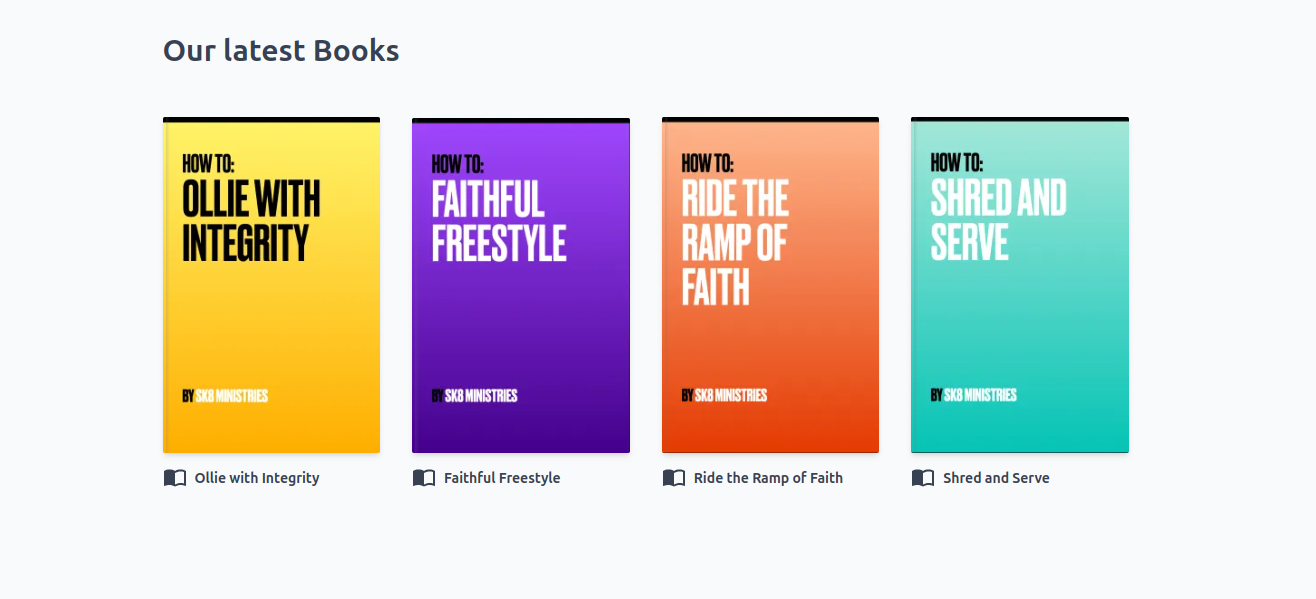 Our latest Books
HOW TO:
OLLIE WITH
INTEGRITY
BY SK8 MINISTRIES
HOW TO:
FAITHFUL
FREESTYLE
BY SK8 MINISTRIES
HOW TO:
RIDE THE
RAMP OF
FAITH
BY SK8 MINISTRIES
HOW TO:
SHRED AND
SERVE
BY SK8 MINISTRIES
Ollie with Integrity
Faithful Freestyle
Ride the Ramp of Faith
Shred and Serve